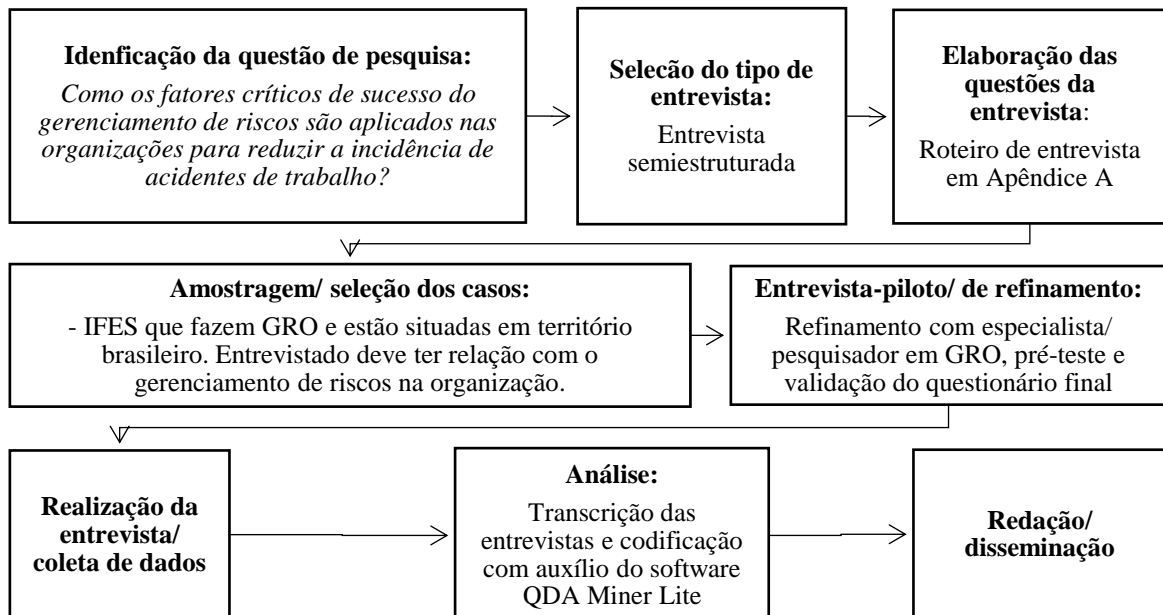 Idenficação da questão de pesquisa:
Como os fatores críticos de sucesso do
gerenciamento de riscos são aplicados nas
organizações para reduzir a incidência de
acidentes de trabalho?
Selecão do tipo de
entrevista:
Entrevista
semiestruturada
Elaboração das
questões da
entrevista:
Roteiro de entrevista
em Apêndice A
Amostragem/ seleção dos casos:
- IFES que fazem GRO e estão situadas em território
brasileiro. Entrevistado deve ter relação com o
gerenciamento de riscos na organização.
Entrevista-piloto/ de refinamento:
Refinamento com especialista/
pesquisador em GRO, pré-teste e
validação do questionário final
Realização da
entrevista/
coleta de dados
Análise:
Transcrição das
entrevistas e codificação
com auxílio do software
QDA Miner Lite
Redação/
disseminação